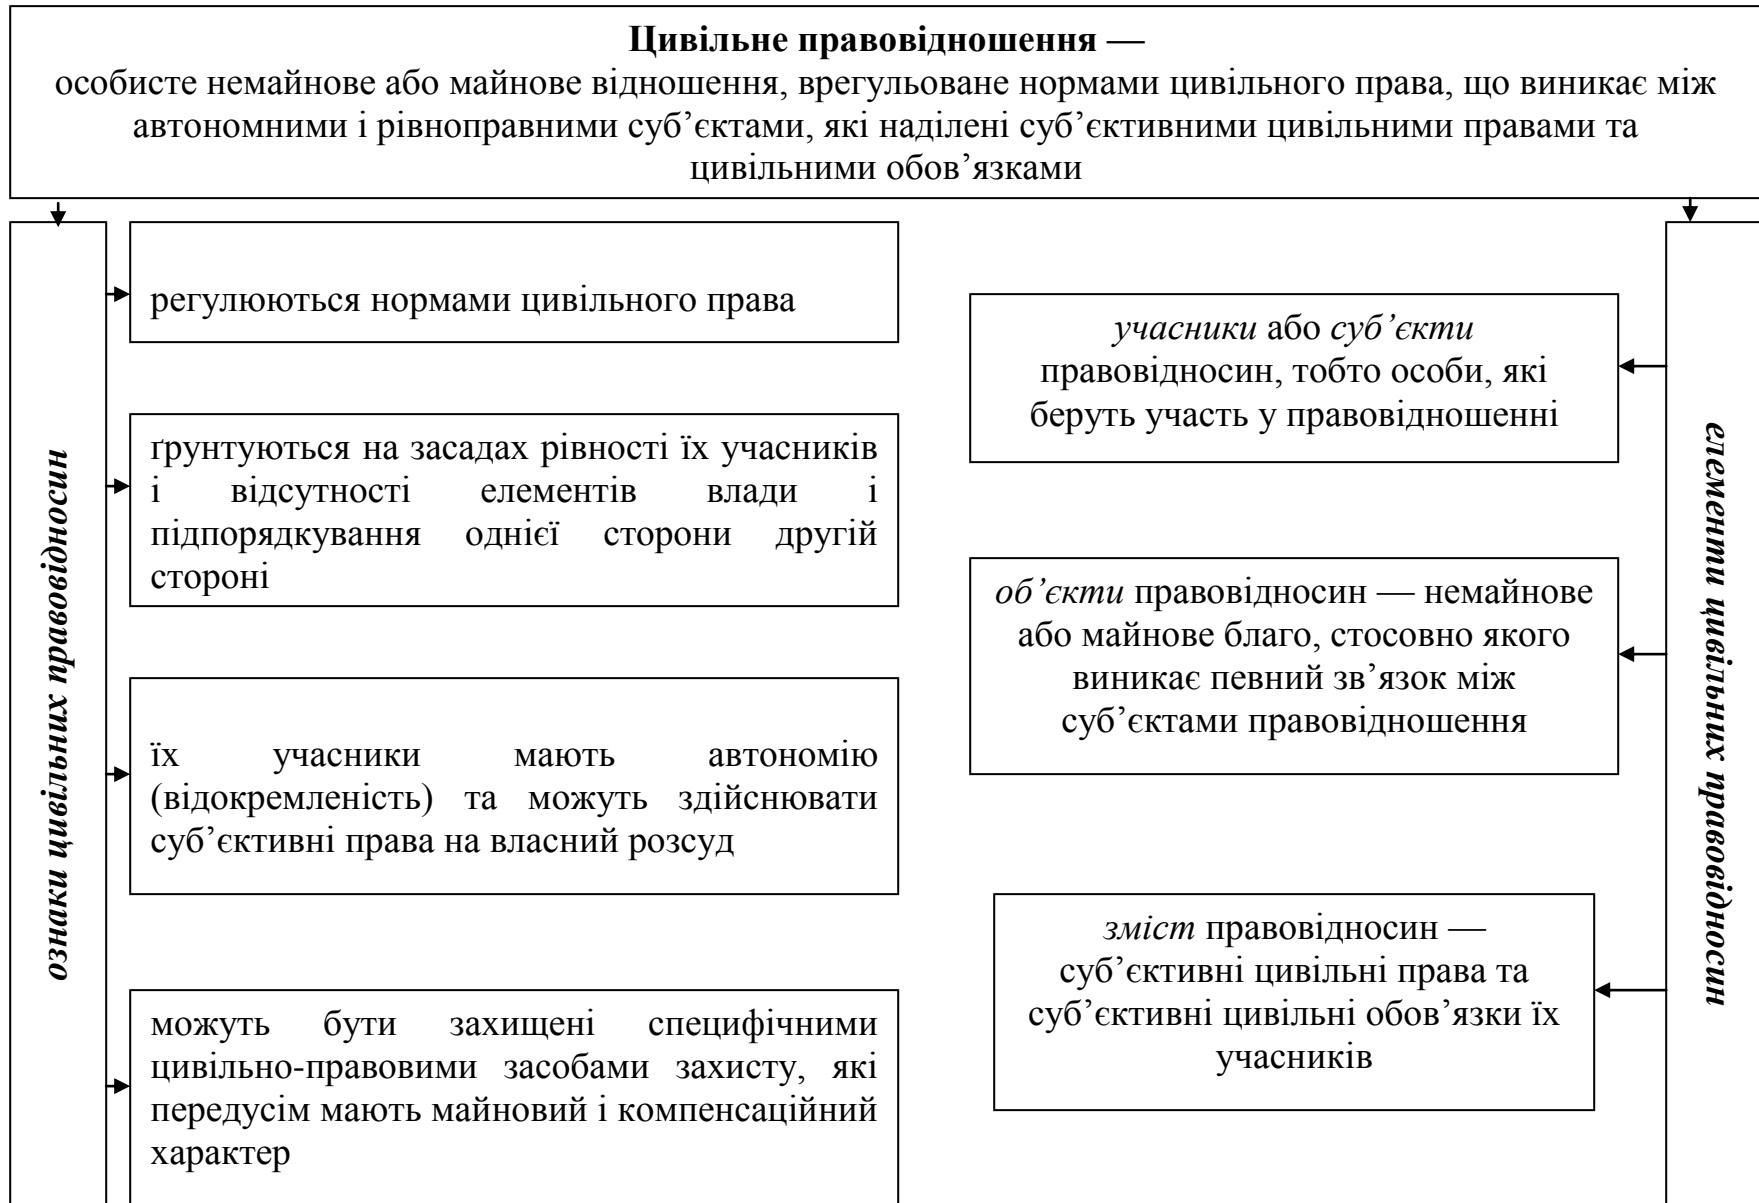 Цивільне правовідношення —
особисте немайнове або майнове відношення, врегульоване нормами цивільного права, що виникає між
автономними і рівноправними суб’єктами, які наділені суб’єктивними цивільними правами та
цивільними обов’язками
ознаки цивільних правовідносин
регулюються нормами цивільного права
ґрунтуються на засадах рівності їх учасників
і відсутності елементів влади і
підпорядкування однієї сторони другій
стороні
їх учасники мають автономію
(відокремленість) та можуть здійснювати
суб’єктивні права на власний розсуд
можуть бути захищені специфічними
цивільно-правовими засобами захисту, які
передусім мають майновий і компенсаційний
характер
елементи цивільних правовідносин
учасники або суб’єкти
правовідносин, тобто особи, які
беруть участь у правовідношенні
об’єкти правовідносин — немайнове
або майнове благо, стосовно якого
виникає певний зв’язок між
суб’єктами правовідношення
зміст правовідносин —
суб’єктивні цивільні права та
суб’єктивні цивільні обов’язки їх
учасників